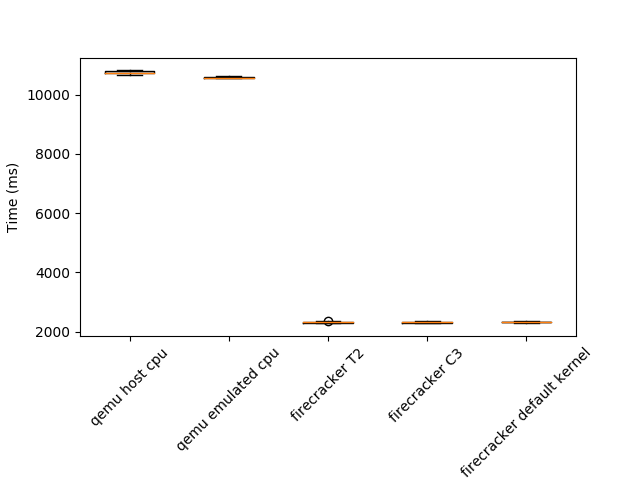 Time (ms)
10000
8000
6000
4000
2000
qemu host cpu
qemu emulated cpu
firecracker T2
firecracker C3
firecracker default kernel